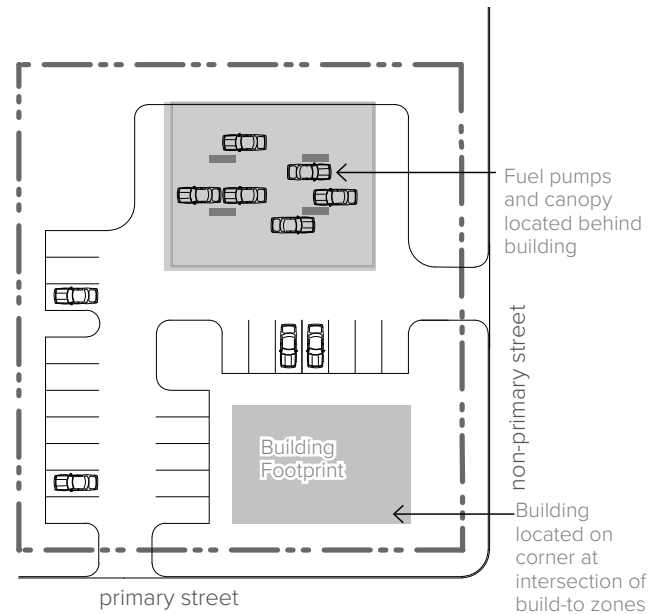 Fuel pumps
and canopy
located behind
building
non-primary street
Building
Footprint
Building
located on
corner at
intersection of
build-to zones
primary street